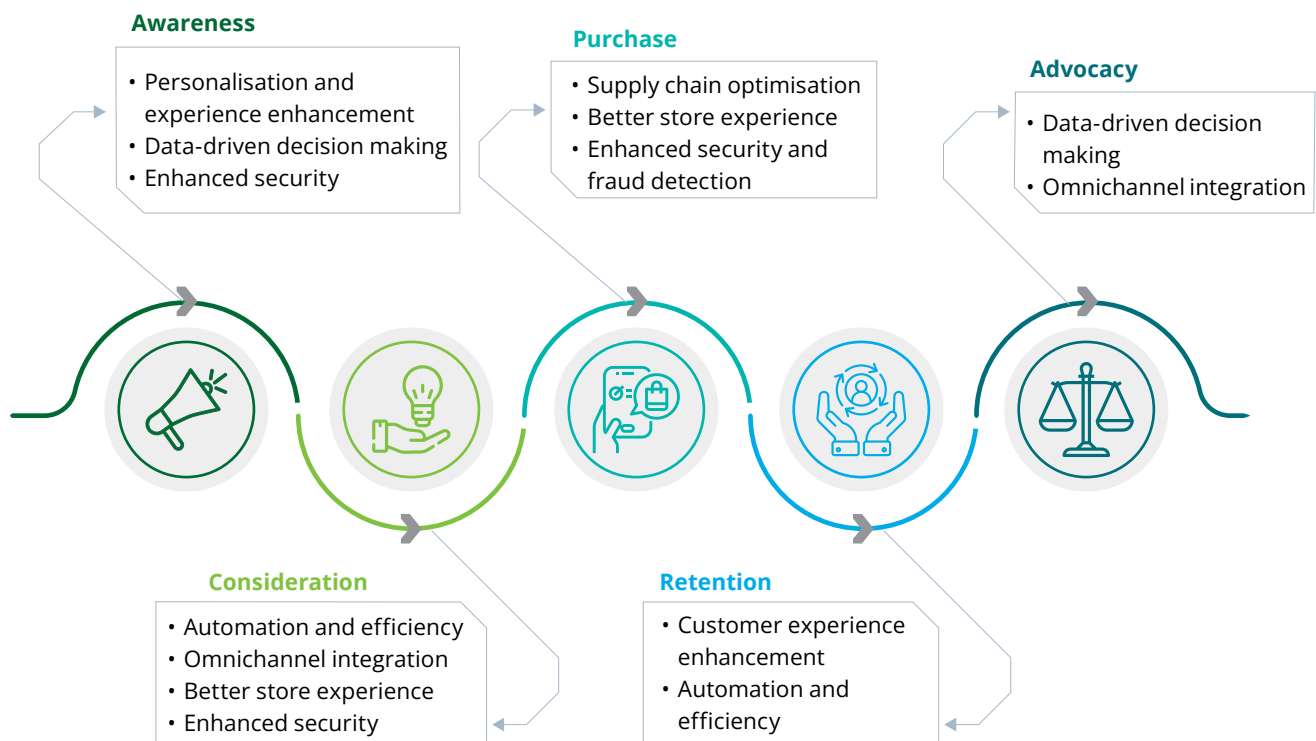 Awareness
• Personalisation and
experience enhancement
• Data-driven decision making
• Enhanced security
Purchase
• Supply chain optimisation
• Better store experience
• Enhanced security and
fraud detection
Advocacy
• Data-driven decision
making
• Omnichannel integration
Consideration
• Automation and efficiency
• Omnichannel integration
• Better store experience
• Enhanced security
Retention
• Customer experience
enhancement
• Automation and
efficiency